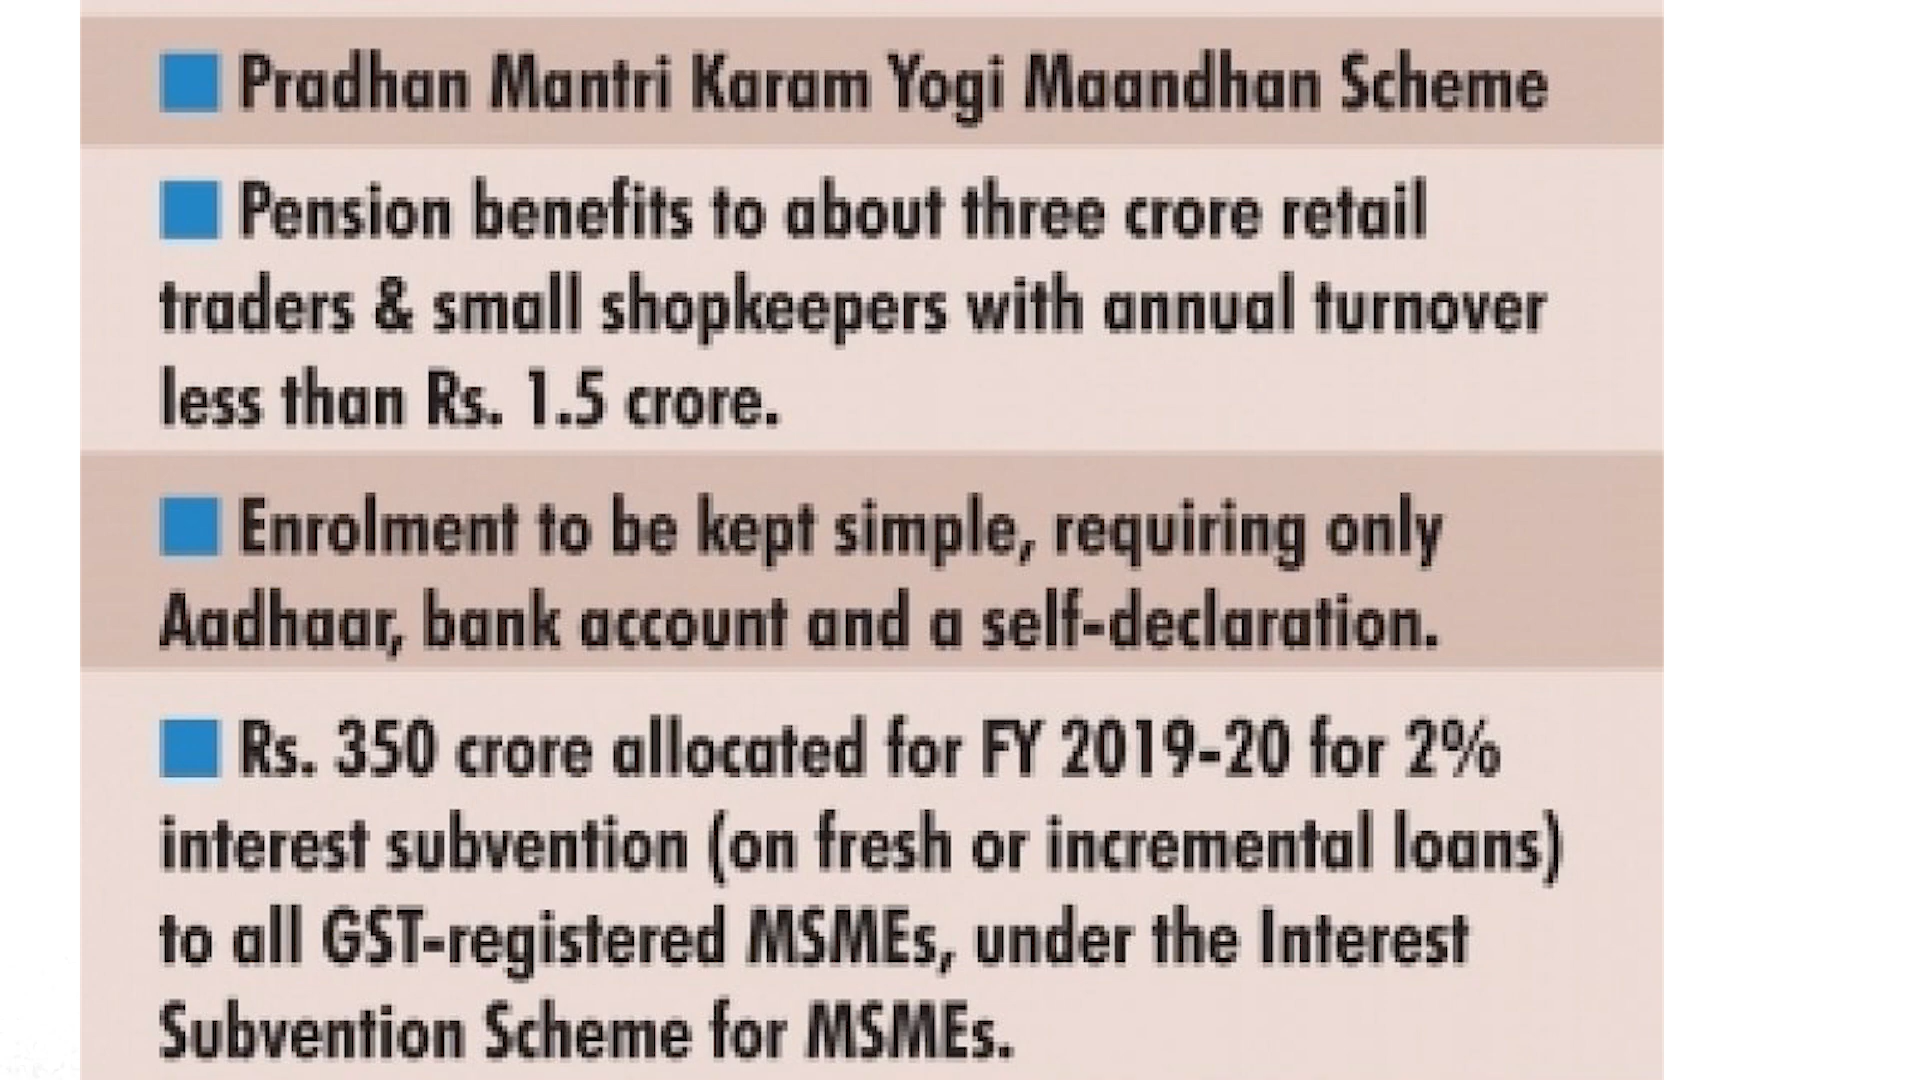 Pradhan Mantri Karam Yogi Maandhan Scheme
Pension benefits to about three crore retail
traders & small shopkeepers with annual turnover
less than Rs. 1.5 crore.
Enrolment to be kept simple, requiring only
Aadhaar, bank account and a self-declaration.
Rs. 350 crore allocated for FY 2019-20 for 2%
interest subvention (on fresh or incremental loans)
to all GST-registered MSMEs, under the Interest
Subvention Scheme for MSMEs.